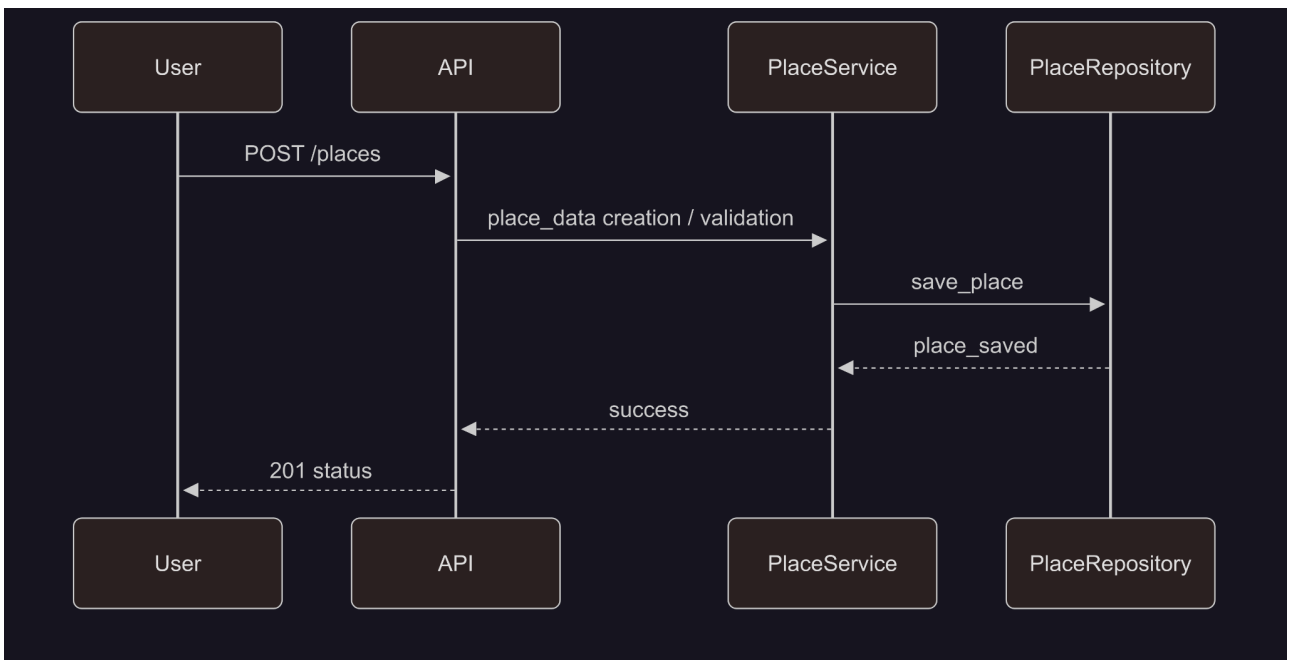 User
API
PlaceService
PlaceRepository
POST /places
place_data creation / validation
save_place
place_saved
success
201 status
User
API
PlaceService
PlaceRepository